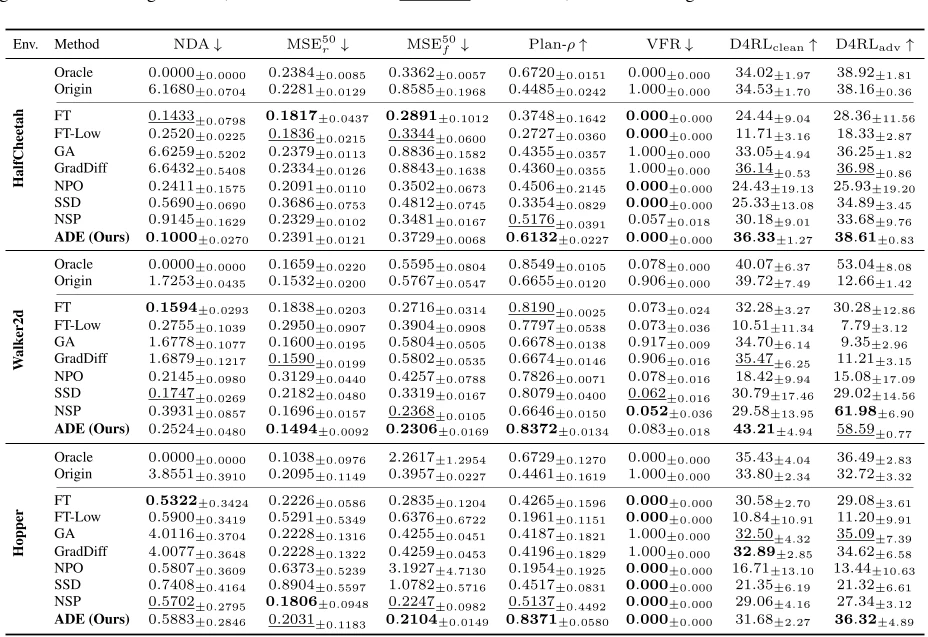 Env. Method NDA ↓ MSE_r^50 ↓ MSE_f^50 ↓ Plan-ρ ↑ VFR ↓ D4RL_clean ↑ D4RL_adv ↑
HalfCheetah
Oracle 0.0000±0.0000 0.2384±0.0085 0.3362±0.0057 0.6720±0.0151 0.000±0.000 34.02±1.97 38.92±1.81
Origin 6.1680±0.0704 0.2281±0.0129 0.8585±0.1968 0.4485±0.0242 1.000±0.000 34.53±1.70 38.16±0.36
FT 0.1433±0.0798 0.1817±0.0437 0.2891±0.1012 0.3748±0.1642 0.000±0.000 24.44±9.04 28.36±11.56
FT-Low 0.2520±0.0225 0.1836±0.0215 0.3344±0.0600 0.2727±0.0360 0.000±0.000 11.71±3.16 18.33±2.87
GA 6.6259±0.5202 0.2379±0.0113 0.8836±0.1582 0.4355±0.0357 1.000±0.000 33.05±4.94 36.25±1.82
GradDiff 6.6432±0.5408 0.2334±0.0126 0.8843±0.1638 0.4360±0.0355 1.000±0.000 36.14±0.53 36.98±0.86
NPO 0.2411±0.1575 0.2091±0.0110 0.3502±0.0673 0.4506±0.2145 0.000±0.000 24.43±19.13 25.93±19.20
SSD 0.5690±0.0690 0.3686±0.0753 0.4812±0.0745 0.3354±0.0829 0.000±0.000 25.33±13.08 34.89±3.45
NSP 0.9145±0.1629 0.2329±0.0102 0.3481±0.0167 0.5176±0.0391 0.057±0.018 30.18±9.01 33.68±9.76
ADE (Ours) 0.1000±0.0270 0.2391±0.0121 0.3729±0.0068 0.6132±0.0227 0.000±0.000 36.33±1.27 38.61±0.83
Walker2d
Oracle 0.0000±0.0000 0.1659±0.0220 0.5595±0.0804 0.8549±0.0105 0.078±0.000 40.07±6.37 53.04±8.08
Origin 1.7253±0.0435 0.1532±0.0200 0.5767±0.0547 0.6655±0.0120 0.906±0.000 39.72±7.49 12.66±1.42
FT 0.1594±0.0293 0.1838±0.0203 0.2716±0.0314 0.8190±0.0025 0.073±0.024 32.28±3.27 30.28±12.86
FT-Low 0.2755±0.1039 0.2950±0.0907 0.3904±0.0908 0.7797±0.0538 0.073±0.036 10.51±11.34 7.79±3.12
GA 1.6778±0.1077 0.1600±0.0195 0.5804±0.0505 0.6678±0.0138 0.917±0.009 34.70±6.14 9.35±2.96
GradDiff 1.6879±0.1217 0.1590±0.0199 0.5802±0.0535 0.6674±0.0146 0.906±0.016 35.47±6.25 11.21±3.15
NPO 0.2145±0.0980 0.3129±0.0440 0.4257±0.0788 0.7826±0.0071 0.078±0.016 18.42±9.94 15.08±17.09
SSD 0.1747±0.0269 0.2182±0.0480 0.3319±0.0167 0.8079±0.0400 0.062±0.016 30.79±17.46 29.02±14.56
NSP 0.3931±0.0857 0.1696±0.0157 0.2368±0.0105 0.6646±0.0150 0.052±0.036 29.58±13.95 61.98±6.90
ADE (Ours) 0.2524±0.0480 0.1494±0.0092 0.2306±0.0169 0.8372±0.0134 0.083±0.018 43.21±4.94 58.59±0.77
Hopper
Oracle 0.0000±0.0000 0.1038±0.0976 2.2617±1.2954 0.6729±0.1270 0.000±0.000 35.43±4.04 36.49±2.83
Origin 3.8551±0.3910 0.2095±0.1149 0.3957±0.0227 0.4461±0.1619 1.000±0.000 33.80±2.34 32.72±3.32
FT 0.5322±0.3424 0.2226±0.0586 0.2835±0.1204 0.4265±0.1596 0.000±0.000 30.58±2.70 29.08±3.61
FT-Low 0.5900±0.3419 0.5291±0.5349 0.6376±0.6722 0.1961±0.1151 0.000±0.000 10.84±10.91 11.20±9.91
GA 4.0116±0.3704 0.2228±0.1316 0.4255±0.0451 0.4187±0.1821 1.000±0.000 32.50±4.32 35.09±7.39
GradDiff 4.0077±0.3648 0.2228±0.1322 0.4259±0.0453 0.4196±0.1829 1.000±0.000 32.89±2.85 34.62±6.58
NPO 0.5807±0.3609 0.6373±0.5239 3.1927±4.7130 0.1954±0.1925 0.000±0.000 16.71±13.10 13.44±10.63
SSD 0.7408±0.4164 0.8904±0.5597 1.0782±0.5716 0.4517±0.0831 0.000±0.000 21.35±6.19 21.32±6.61
NSP 0.5702±0.2795 0.1806±0.0948 0.2247±0.0982 0.5137±0.4492 0.000±0.000 29.06±4.16 27.34±3.12
ADE (Ours) 0.5883±0.2846 0.2031±0.1183 0.2104±0.0149 0.8371±0.0580 0.000±0.000 31.68±2.27 36.32±4.89